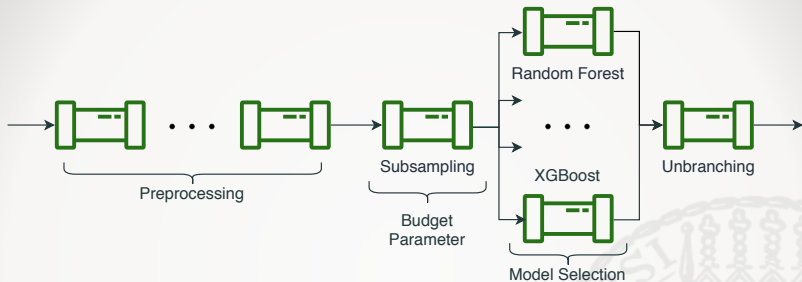 Random Forest
Subsampling
XGBoost
Unbranching
Preprocessing
Budget
Parameter
Model Selection